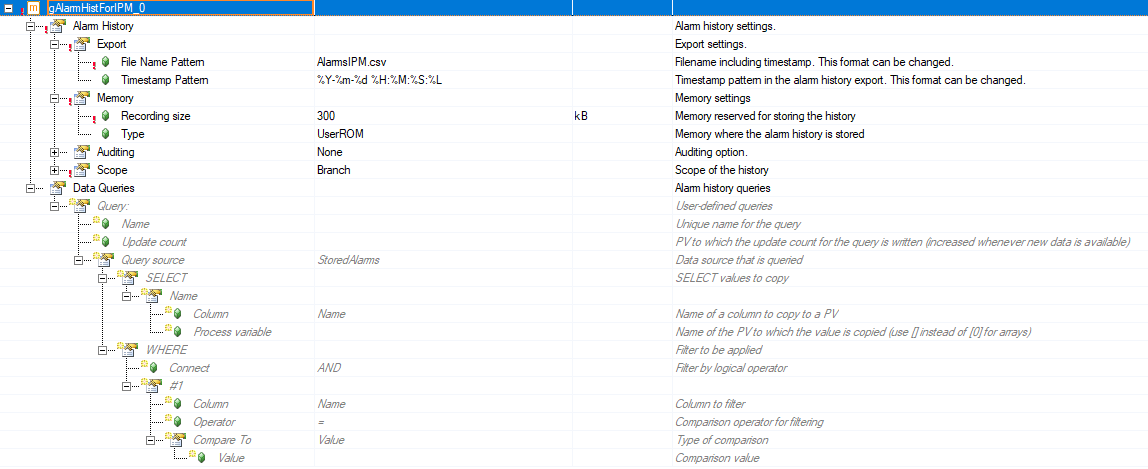 gAlarmHistForIPM_0
Alarm History Alarm history settings.
Export Export settings.
File Name Pattern AlarmsIPM.csv Filename including timestamp. This format can be changed.
Timestamp Pattern %Y-%m-%d %H:%M:%S:%L Timestamp pattern in the alarm history export. This format can be changed.
Memory Memory settings
Recording size 300 kB Memory reserved for storing the history
Type UserROM Memory where the alarm history is stored
Auditing None Auditing option.
Scope Branch Scope of the history
Data Queries Alarm history queries
Query: User-defined queries
Name Unique name for the query
Update count PV to which the update count for the query is written (increased whenever new data is available)
Query source StoredAlarms Data source that is queried
SELECT SELECT values to copy
Name
Column Name Name of a column to copy to a PV
Process variable Name of the PV to which the value is copied (use [] instead of [0] for arrays)
WHERE Filter to be applied
Connect AND Filter by logical operator
#1
Column Name Column to filter
Operator = Comparison operator for filtering
Compare To Value Type of comparison
Value Comparison value